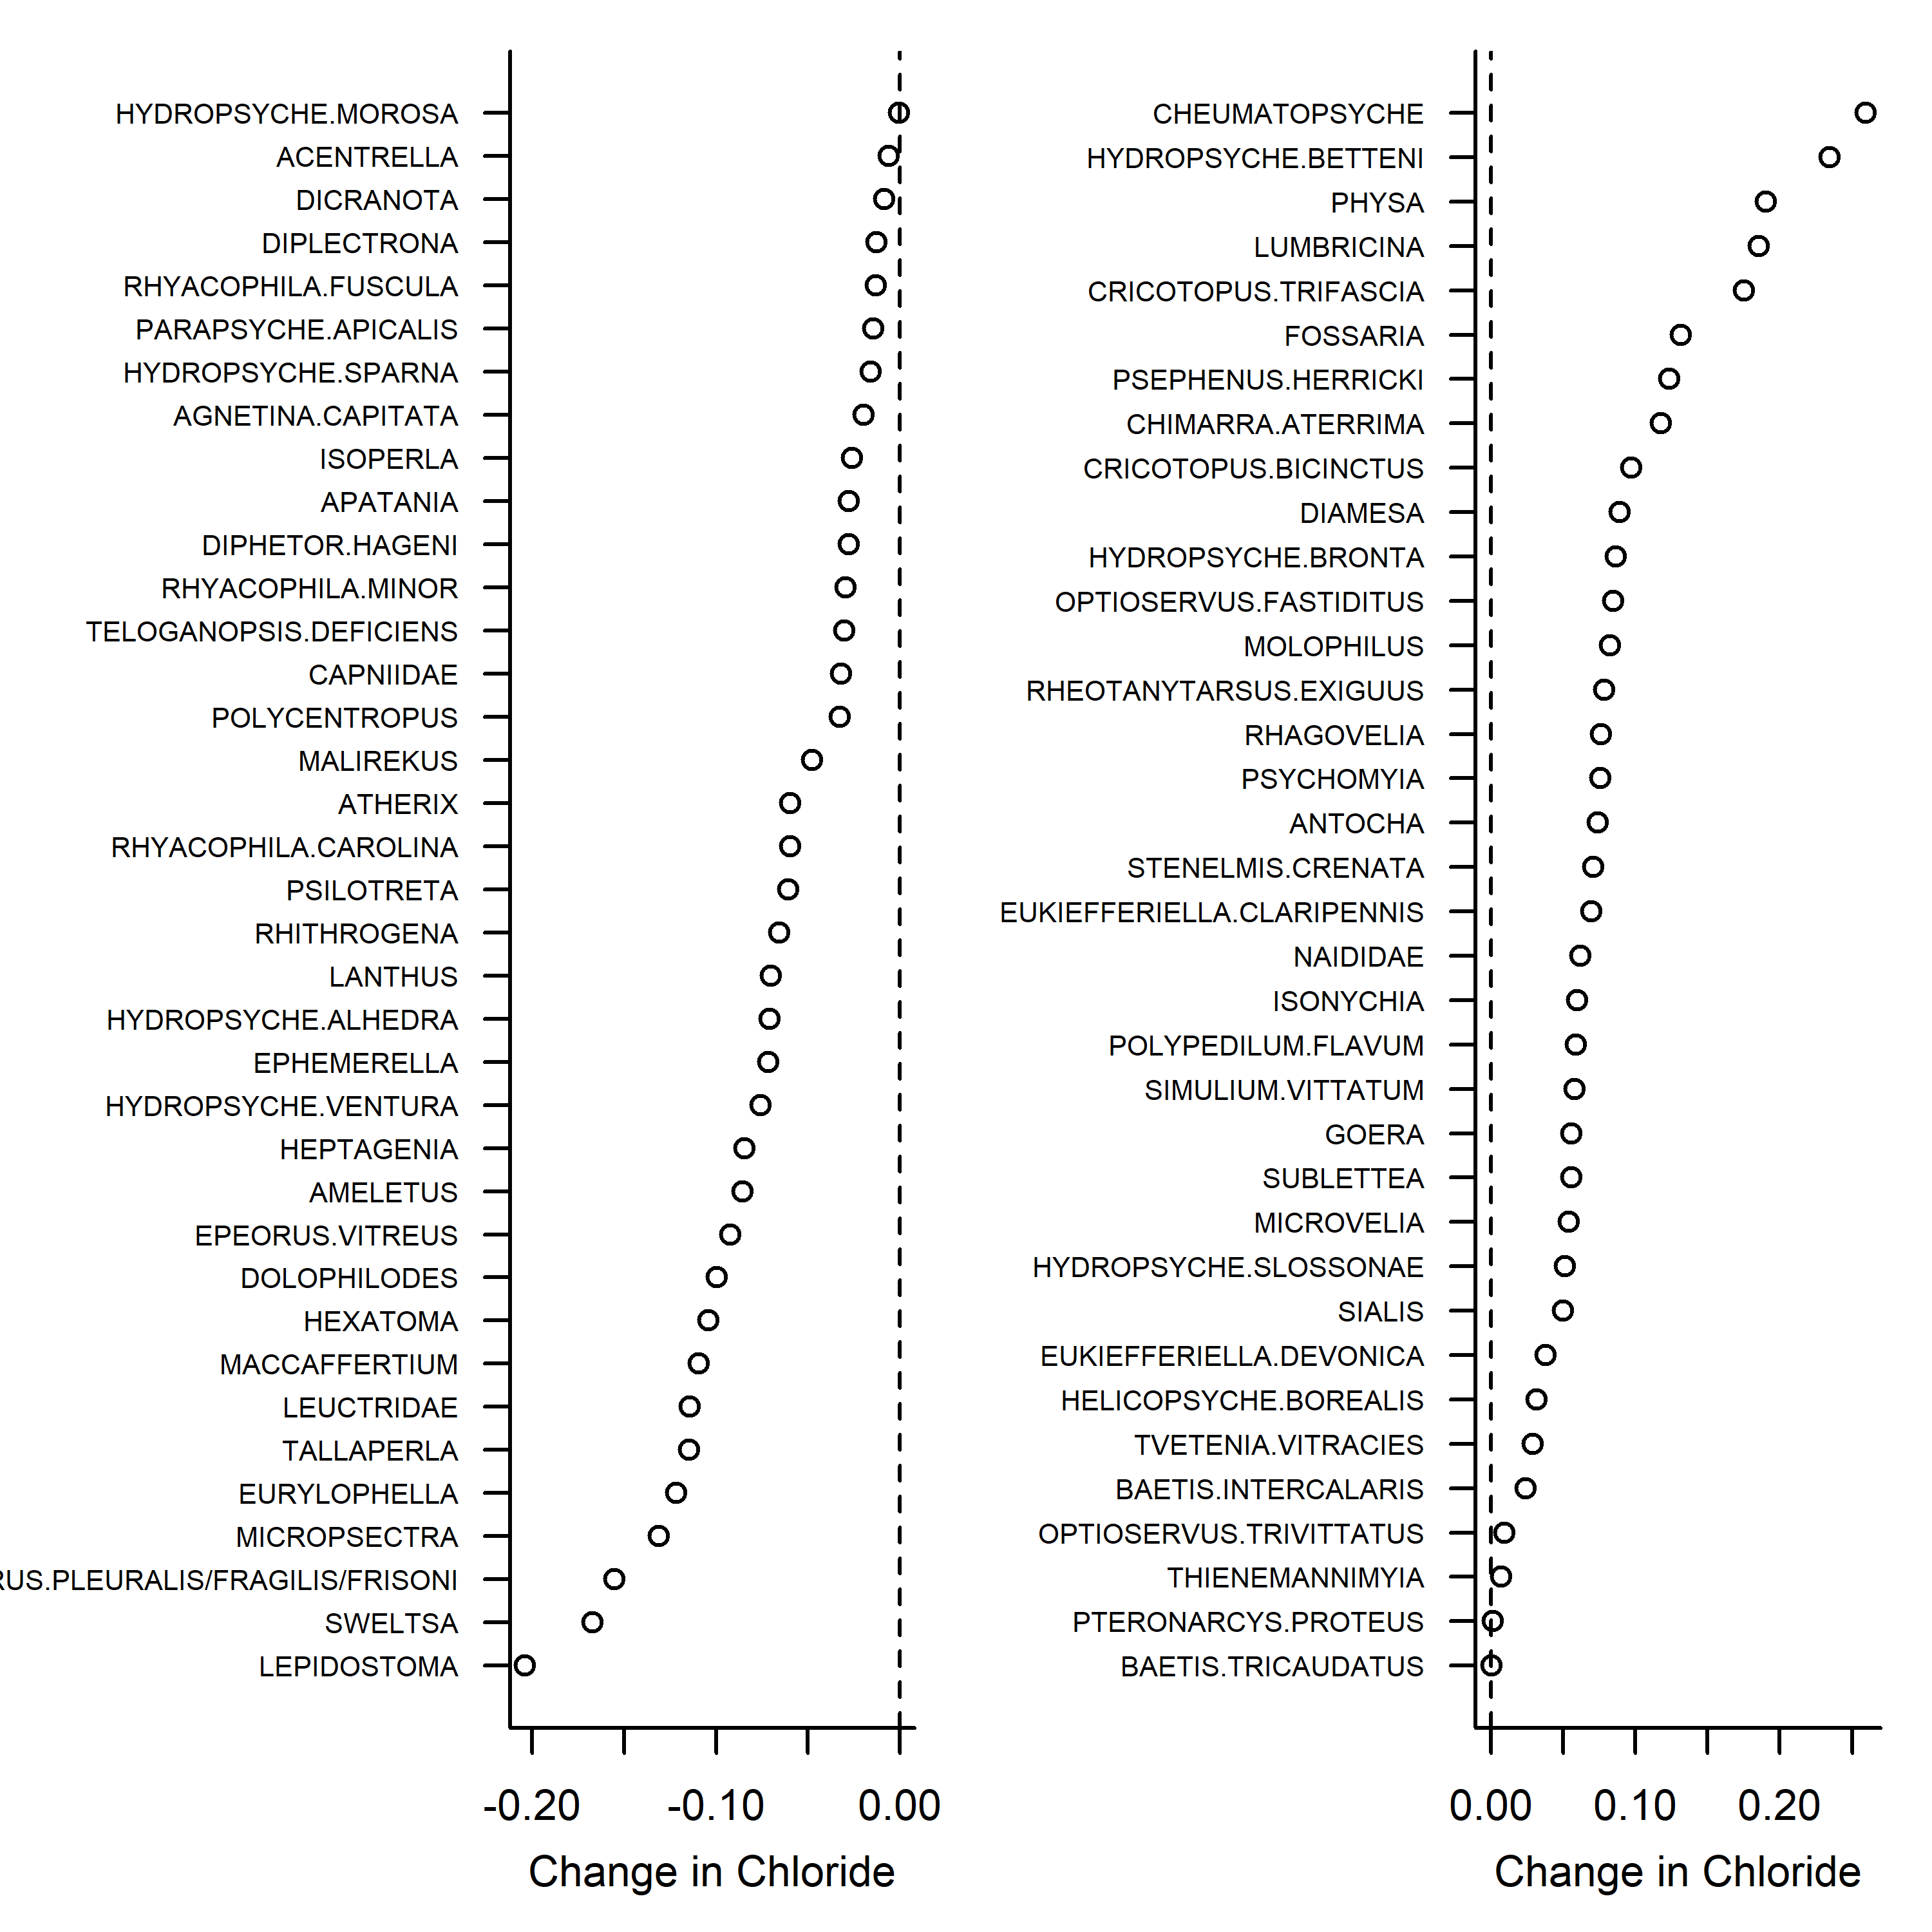 HYDROPSYCHE.MOROSA
ACENTRELLA
DICRANOTA
DIPLECTRONA
RHYACOPHILA.FUSCULA
PARAPSYCHE.APICALIS
HYDROPSYCHE.SPARNA
AGNETINA.CAPITATA
ISOPERLA
APATANIA
DIPHETOR.HAGENI
RHYACOPHILA.MINOR
TELOGANOPSIS.DEFICIENS
CAPNIIDAE
POLYCENTROPUS
MALIREKUS
ATHERIX
RHYACOPHILA.CAROLINA
PSILOTRETA
RHITHROGENA
LANTHUS
HYDROPSYCHE.ALHEDRA
EPHEMERELLA
HYDROPSYCHE.VENTURA
HEPTAGENIA
AMELETUS
EPEORUS.VITREUS
DOLOPHILODES
HEXATOMA
MACCAFFERTIUM
LEUCTRIDAE
TALLAPERLA
EURYLOPHELLA
MICROPSECTRA
RUS.PLEURALIS/FRAGILIS/FRISONI
SWELTSA
LEPIDOSTOMA
-0.20 -0.10 0.00
Change in Chloride
CHEUMATOPSYCHE
HYDROPSYCHE.BETTENI
PHYSA
LUMBRICINA
CRICOTOPUS.TRIFASCIA
FOSSARIA
PSEPHENUS.HERRICKI
CHIMARRA.ATERRIMA
CRICOTOPUS.BICINCTUS
DIAMESA
HYDROPSYCHE.BRONTA
OPTIOSERVUS.FASTIDITUS
MOLOPHILUS
RHEOTANYTARSUS.EXIGUUS
RHAGOVELIA
PSYCHOMYIA
ANTOCHA
STENELMIS.CRENATA
EUKIEFFERIELLA.CLARIPENNIS
NAIDIDAE
ISONYCHIA
POLYPEDILUM.FLAVUM
SIMULIUM.VITTATUM
GOERA
SUBLETTEA
MICROVELIA
HYDROPSYCHE.SLOSSONAE
SIALIS
EUKIEFFERIELLA.DEVONICA
HELICOPSYCHE.BOREALIS
TVETENIA.VITRACIES
BAETIS.INTERCALARIS
OPTIOSERVUS.TRIVITTATUS
THIENEMANNIMYIA
PTERONARCYS.PROTEUS
BAETIS.TRICAUDATUS
0.00 0.10 0.20
Change in Chloride